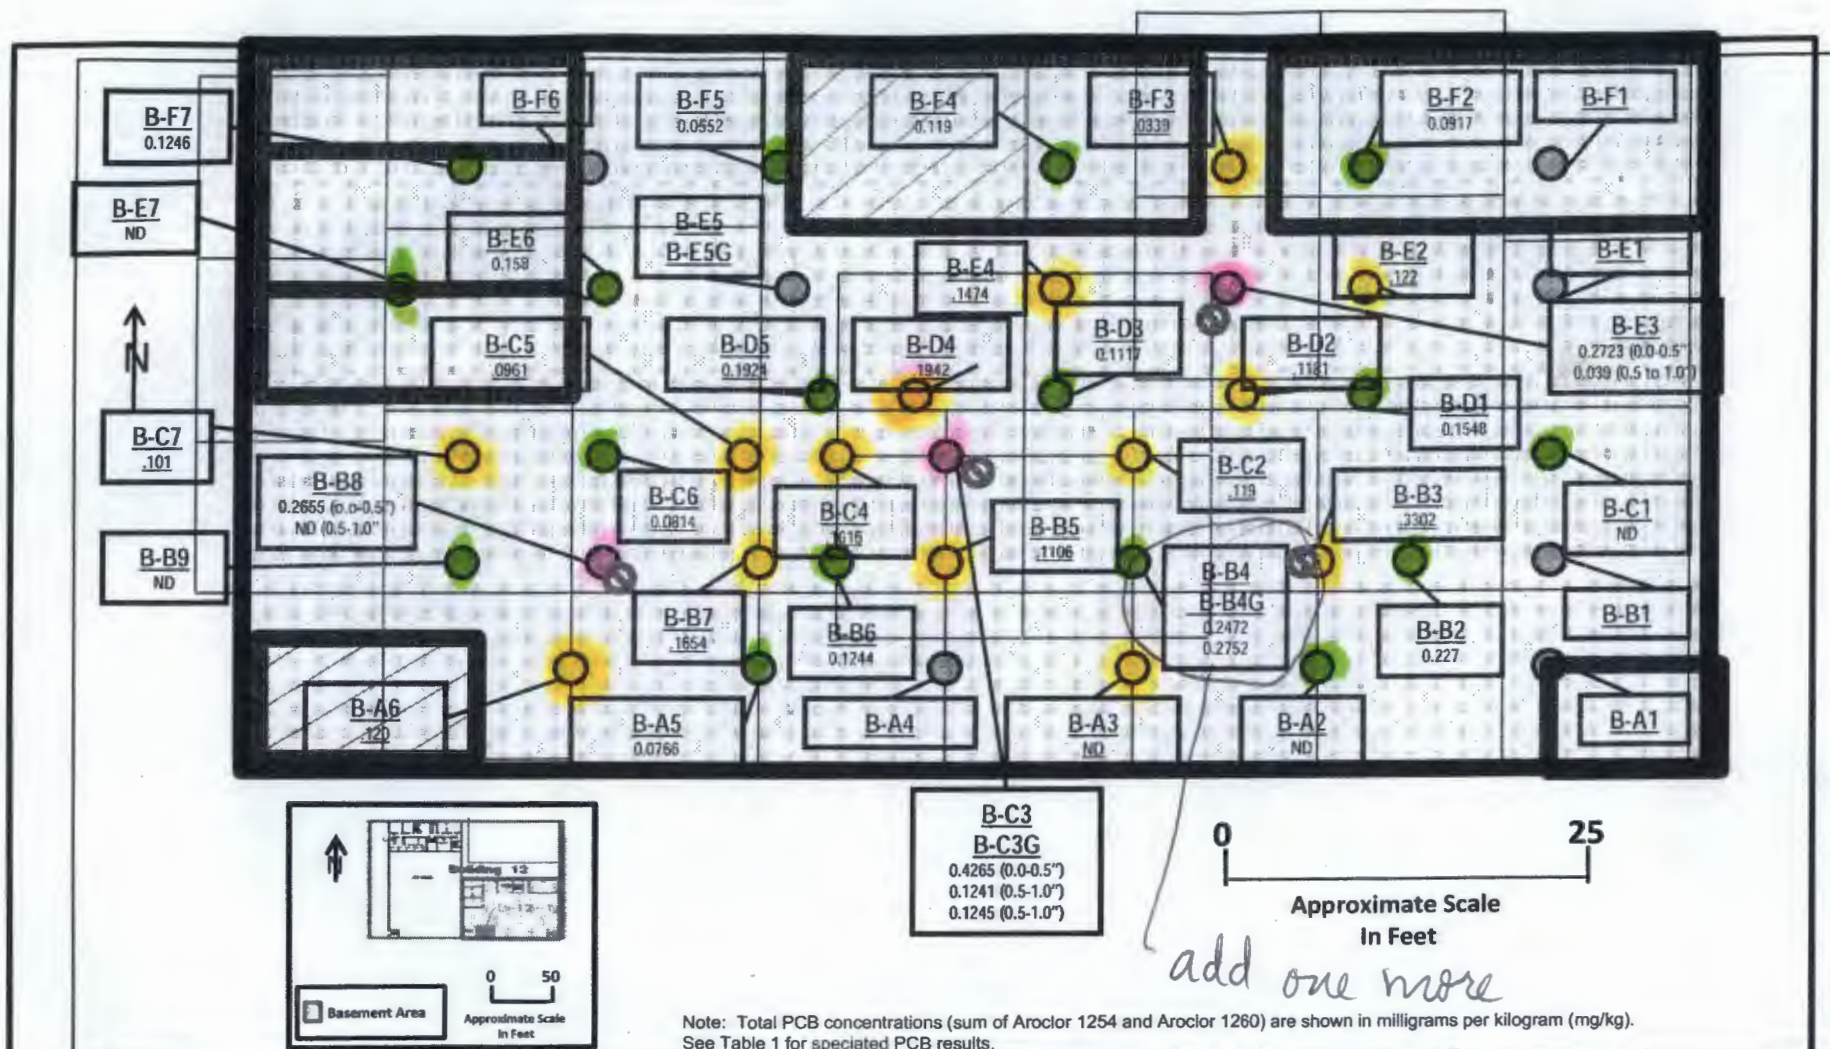 B-F7
0.1246
B-F6
B-F5
0.0552
B-F4
0.119
B-F3
.0339
B-F2
0.0917
B-F1
B-E7
ND
B-E6
0.158
B-E5
B-E5G
B-E4
.1474
B-E2
.122
B-E1
B-E3
0.2723 (0.0-0.5"
0.039 (0.5 to 1.0")
N
B-C5
.0961
B-D5
0.1924
B-D4
.1942
B-D3
0.1117
B-D2
.1181
B-D1
0.1548
B-C7
.101
B-B8
0.2655 (0.0-0.5")
ND (0.5-1.0"
B-C6
0.0814
B-C4
B-B5
.1106
B-C2
.119
B-B3
.3302
B-C1
ND
B-B9
ND
B-B7
.1654
B-B6
0.1244
B-B4
B-B4G
0.2472
0.2752
B-B2
0.227
B-B1
B-A6
.120
B-A5
0.0766
B-A4
B-A3
ND
B-A2
ND
B-A1
B-C3
B-C3G
0.4265 (0.0-0.5")
0.1241 (0.5-1.0")
0.1245 (0.5-1.0")
0 25
Approximate Scale
In Feet
add one more
N
Building 12
0 50
Approximate Scale
In Feet
Basement Area
Note: Total PCB concentrations (sum of Aroclor 1254 and Aroclor 1260) are shown in milligrams per kilogram (mg/kg).
See Table 1 for speciated PCB results.